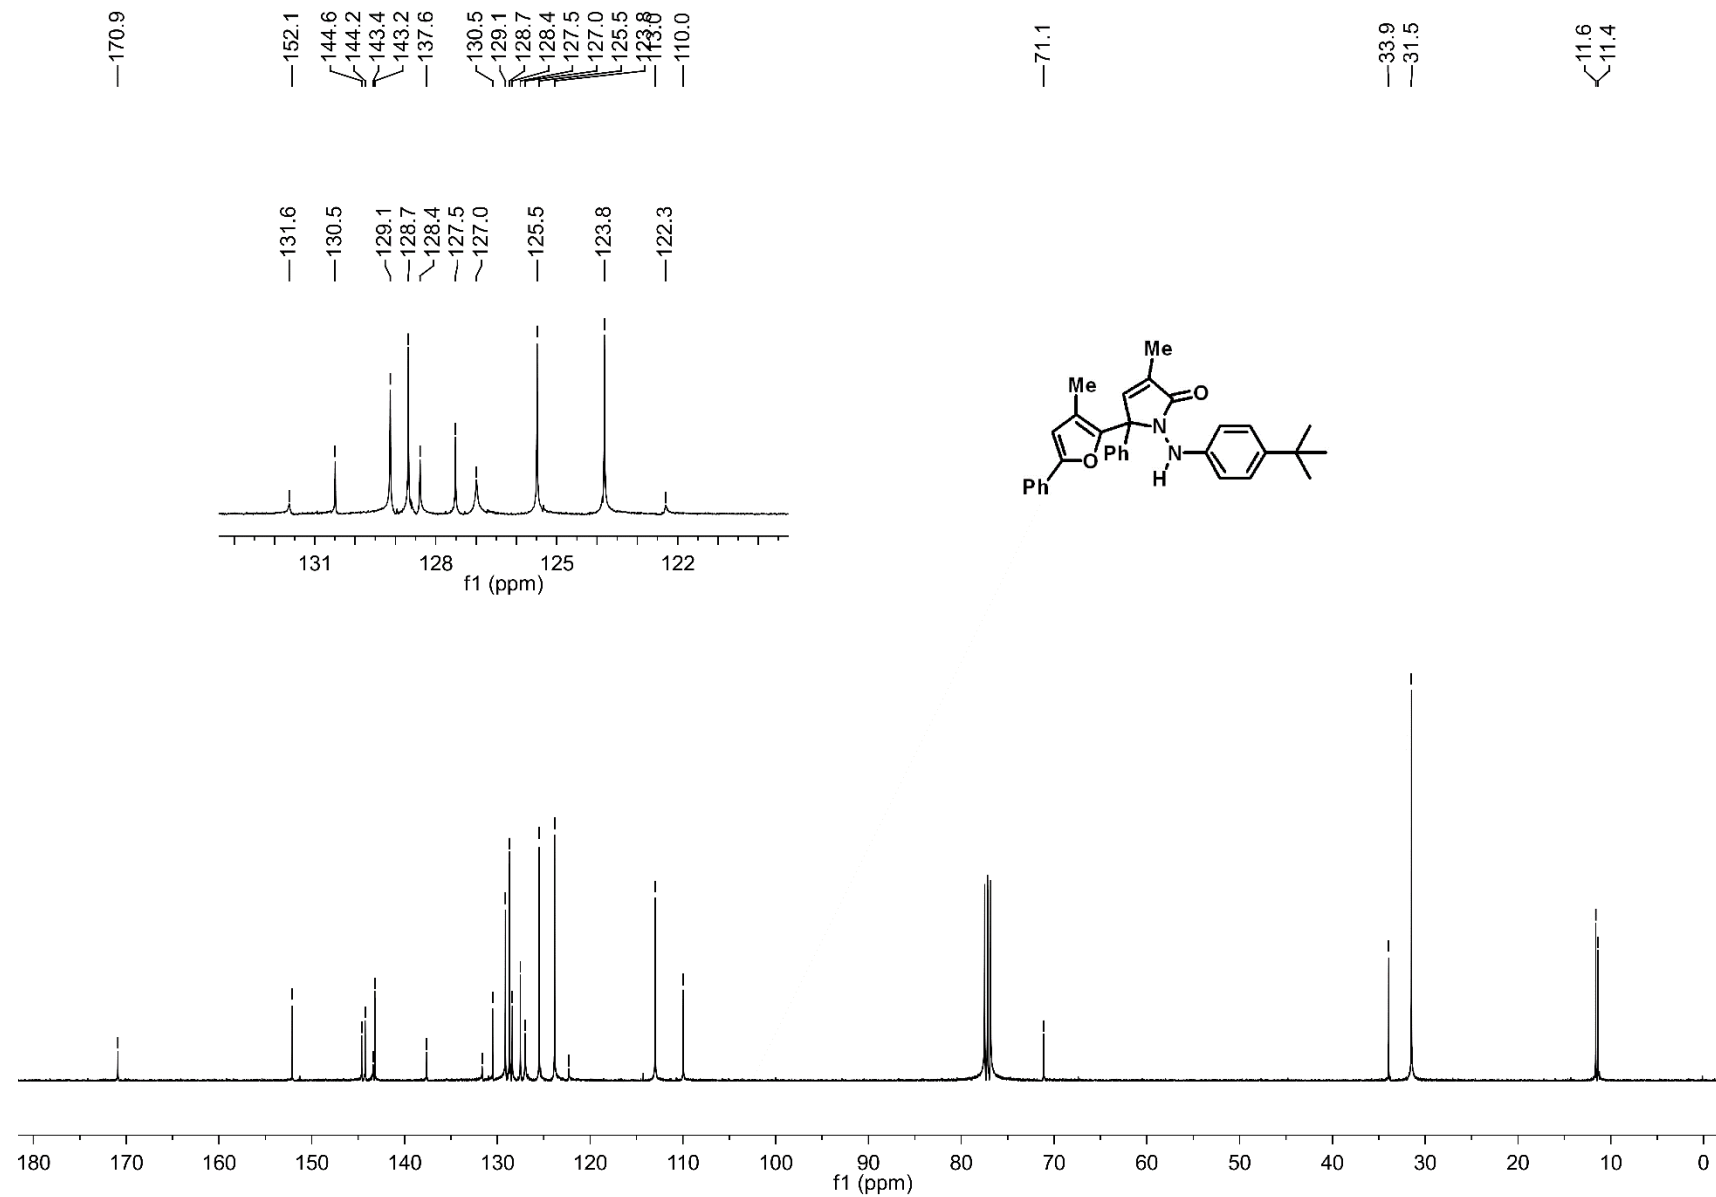 170.9 152.1 144.6 144.2 143.4 143.2 137.6 130.5 129.1 128.7 128.4 127.5 127.0 125.5 123.8 113.0 110.0 71.1 33.9 31.5 11.6 11.4
131.6 130.5 129.1 128.7 128.4 127.5 127.0 125.5 123.8 122.3
131 128 125 122
f1 (ppm)
Me
Me
O
N
O
Ph
N
H
Ph
180 170 160 150 140 130 120 110 100 90 80 70 60 50 40 30 20 10 0
f1 (ppm)